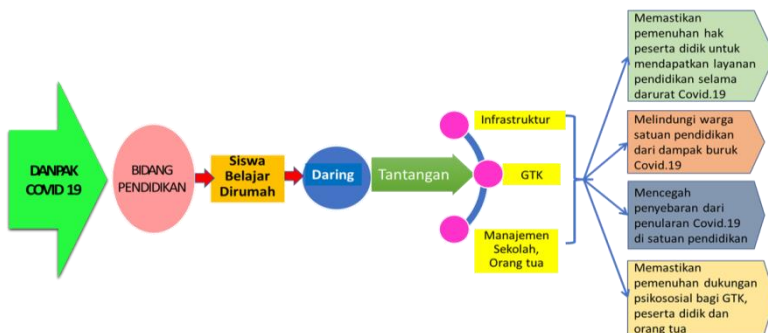 DANPAK
COVID 19
BIDANG
PENDIDIKAN
Siswa
Belajar
Dirumah
Daring
Tantangan
Infrastruktur
GTK
Manajemen
Sekolah,
Orang tua
Memastikan
pemenuhan hak
peserta didik untuk
mendapatkan layanan
pendidikan selama
darurat Covid.19
Melindungi warga
satuan pendidikan
dari dampak buruk
Covid.19
Mencegah
penyebaran dari
penularan Covid.19
di satuan pendidikan
Memastikan
pemenuhan dukungan
psikososial bagi GTK,
peserta didik dan
orang tua